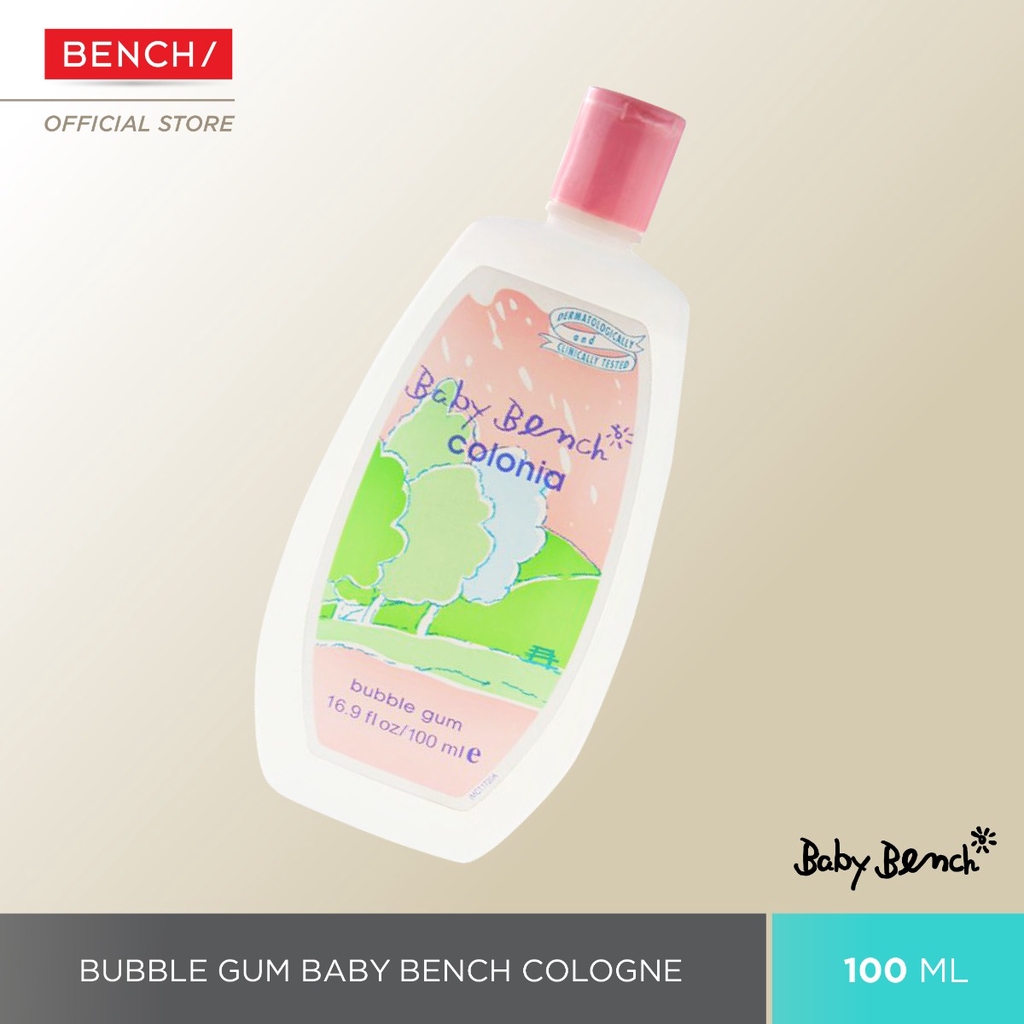 BENCH/
OFFICIAL STORE
DERMATOLOGICALLY
and
CLINICALLY TESTED
Baby Bench
colonia
bubble gum
16.9 fl oz/100 ml e
Baby Bench
BUBBLE GUM BABY BENCH COLOGNE
100 ML